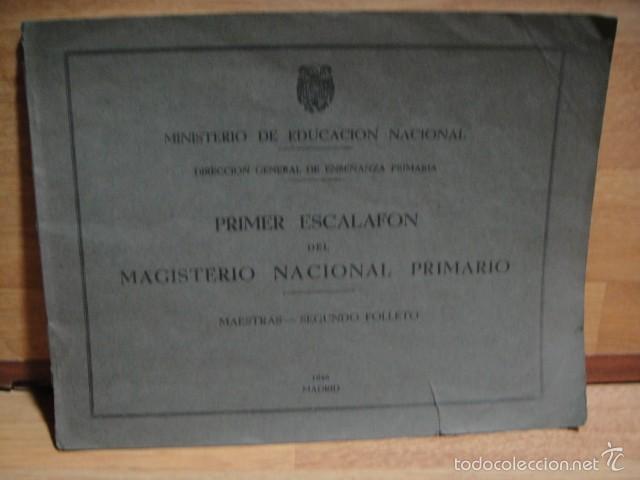 MINISTERIO DE EDUCACION NACIONAL
DIRECCION GENERAL DE ENSEÑANZA PRIMARIA
PRIMER ESCALAFON
DEL
MAGISTERIO NACIONAL PRIMARIO
MAESTRAS — SEGUNDO FOLLETO
MADRID
todocoleccion.net